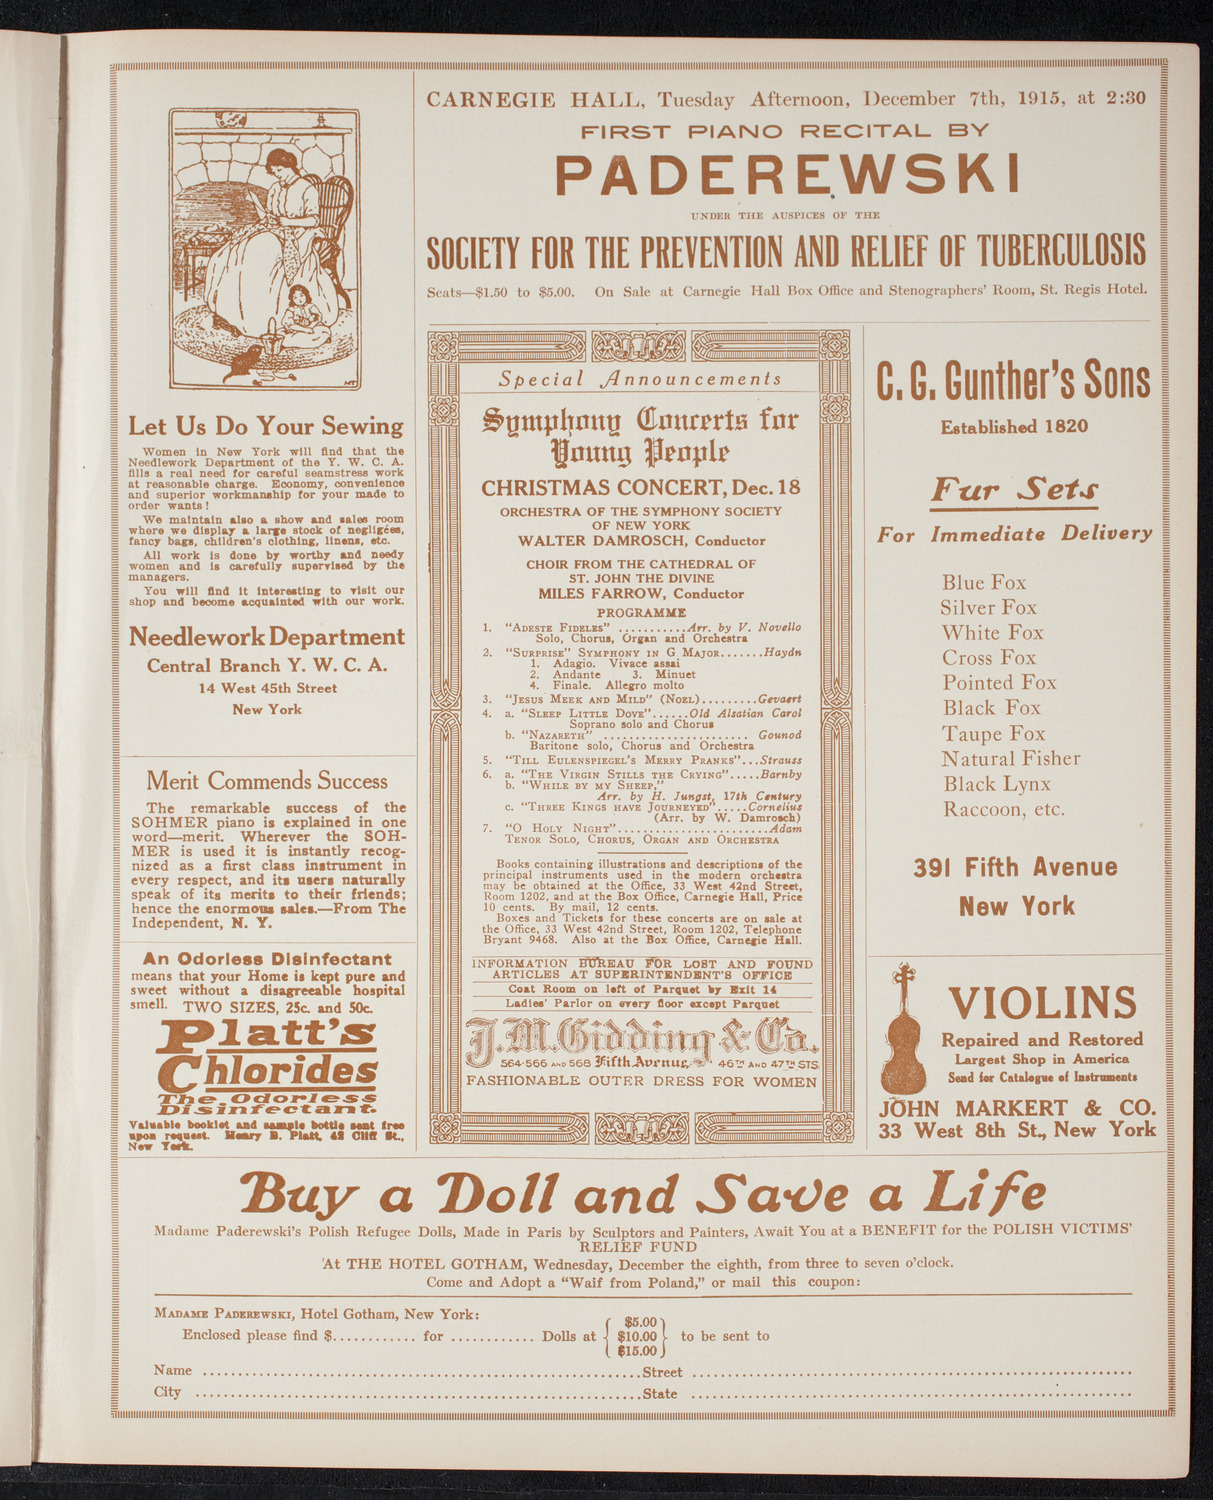 CARNEGIE HALL, Tuesday Afternoon, December 7th, 1915, at 2:30
FIRST PIANO RECITAL BY
PADEREWSKI
UNDER THE AUSPICES OF THE
SOCIETY FOR THE PREVENTION AND RELIEF OF TUBERCULOSIS
Seats—$1.50 to $5.00. On Sale at Carnegie Hall Box Office and Stenographers' Room, St. Regis Hotel.
Let Us Do Your Sewing
Women in New York will find that the
Needlework Department of the Y. W. C. A.
fills a real need for careful seamstress work
at reasonable charge. Economy, convenience
and superior workmanship for your made to
order wants!
We maintain also a show and sales room
where we display a large stock of negligées,
fancy bags, children's clothing, linens, etc.
All work is done by worthy and needy
women and is carefully supervised by the
managers.
You will find it interesting to visit our
shop and become acquainted with our work.
Needlework Department
Central Branch Y. W. C. A.
14 West 45th Street
New York
Merit Commends Success
The remarkable success of the
SOHMER piano is explained in one
word—merit. Wherever the SOH-
MER is used it is instantly recog-
nized as a first class instrument in
every respect, and its users naturally
speak of its merits to their friends;
hence the enormous sales.—From The
Independent, N. Y.
An Odorless Disinfectant
means that your Home is kept pure and
sweet without a disagreeable hospital
smell. TWO SIZES, 25c. and 50c.
Platt's
Chlorides
The Odorless
Disinfectant.
Valuable booklet and sample bottle sent free
upon request. Henry B. Platt, 42 Cliff St.,
New York.
Special Announcements
Symphony Concerts for
Young People
CHRISTMAS CONCERT, Dec. 18
ORCHESTRA OF THE SYMPHONY SOCIETY
OF NEW YORK
WALTER DAMROSCH, Conductor
CHOIR FROM THE CATHEDRAL OF
ST. JOHN THE DIVINE
MILES FARROW, Conductor
PROGRAMME
1. "ADESTE FIDELES" ...........Arr. by V. Novello
Solo, Chorus, Organ and Orchestra
2. "SURPRISE" SYMPHONY IN G MAJOR.......Haydn
1. Adagio. Vivace assai
2. Andante 3. Minuet
4. Finale. Allegro molto
3. "JESUS MEEK AND MILD" (NOEL).........Gevaert
4. a. "SLEEP LITTLE DOVE"......Old Alsatian Carol
Soprano solo and Chorus
b. "NAZARETH" ...................... Gounod
Baritone solo, Chorus and Orchestra
5. "TILL EULENSPIEGEL'S MERRY PRANKS"...Strauss
6. a. "THE VIRGIN STILLS THE CRYING".....Barnby
b. "WHILE BY MY SHEEP,"
Arr. by H. Jungst, 17th Century
c. "THREE KINGS HAVE JOURNEYED".....Cornelius
(Arr. by W. Damrosch)
7. "O HOLY NIGHT".......................Adam
TENOR SOLO, CHORUS, ORGAN AND ORCHESTRA
Books containing illustrations and descriptions of the
principal instruments used in the modern orchestra
may be obtained at the Office, 33 West 42nd Street,
Room 1202, and at the Box Office, Carnegie Hall, Price
10 cents. By mail, 12 cents.
Boxes and Tickets for these concerts are on sale at
the Office, 33 West 42nd Street, Room 1202, Telephone
Bryant 9468. Also at the Box Office, Carnegie Hall.
INFORMATION BUREAU FOR LOST AND FOUND
ARTICLES AT SUPERINTENDENT'S OFFICE
Coat Room on left of Parquet by Exit 14
Ladies' Parlor on every floor except Parquet
J.M. Gidding & Co.
564-566 AND 568 Fifth Avenue 46TH AND 47TH STS.
FASHIONABLE OUTER DRESS FOR WOMEN
C. G. Gunther's Sons
Established 1820
Fur Sets
For Immediate Delivery
Blue Fox
Silver Fox
White Fox
Cross Fox
Pointed Fox
Black Fox
Taupe Fox
Natural Fisher
Black Lynx
Raccoon, etc.
391 Fifth Avenue
New York
VIOLINS
Repaired and Restored
Largest Shop in America
Send for Catalogue of Instruments
JOHN MARKERT & CO.
33 West 8th St., New York
Buy a Doll and Save a Life
Madame Paderewski's Polish Refugee Dolls, Made in Paris by Sculptors and Painters, Await You at a BENEFIT for the POLISH VICTIMS'
RELIEF FUND
At THE HOTEL GOTHAM, Wednesday, December the eighth, from three to seven o'clock.
Come and Adopt a "Waif from Poland," or mail this coupon:
MADAME PADEREWSKI, Hotel Gotham, New York:
Enclosed please find $............ for ............ Dolls at { $5.00 $10.00 $15.00 } to be sent to
Name ................................ Street ................................
City ................................ State ................................